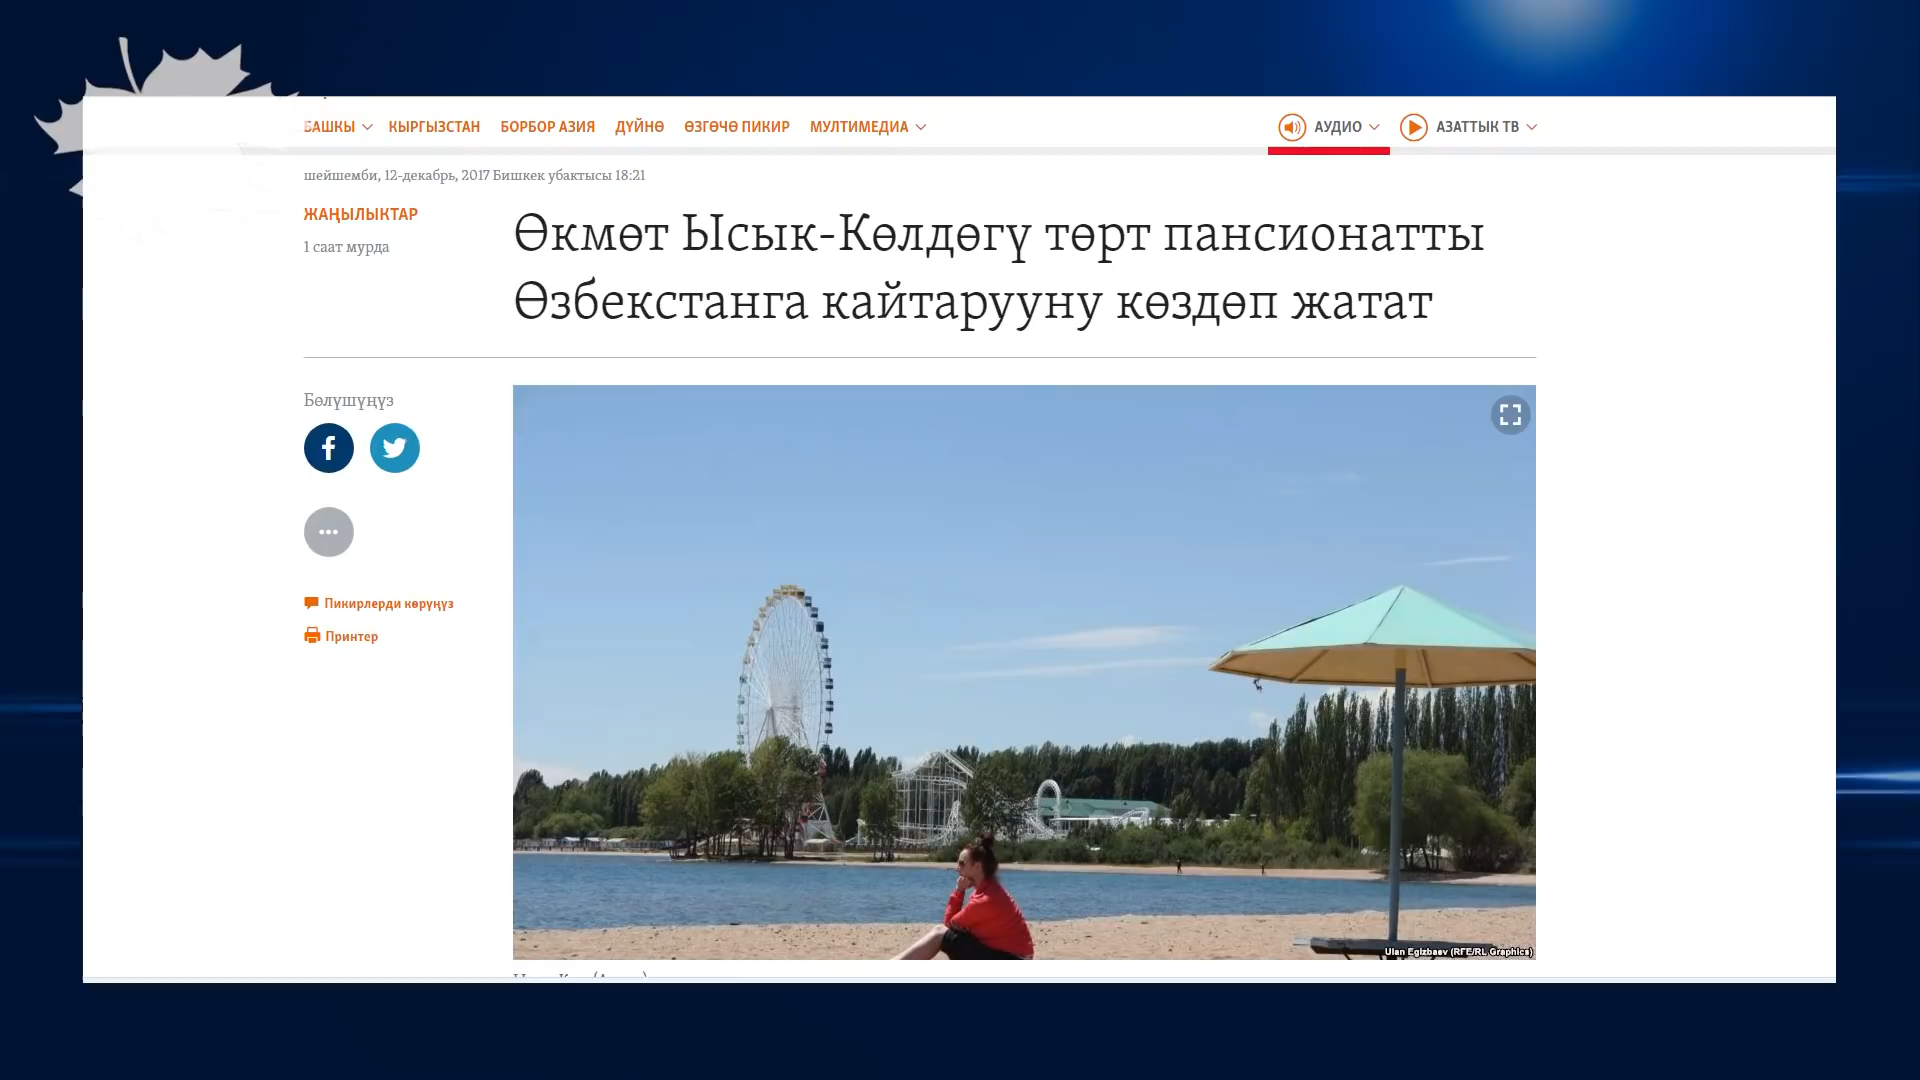 БАШКЫ КЫРГЫЗСТАН БОРБОР АЗИЯ ДҮЙНӨ ӨЗГӨЧӨ ПИКИР МУЛТИМЕДИА АУДИО АЗАТТЫК ТВ
шейшемби, 12-декабрь, 2017 Бишкек убактысы 18:21
ЖАҢЫЛЫКТАР
1 саат мурда
Өкмөт Ысык-Көлдөгү төрт пансионатты
Өзбекстанга кайтарууну көздөп жатат
Бөлүшүңүз
Пикирлерди көрүңүз
Принтер
Ulan Egizbaev (RFE/RL Graphics)